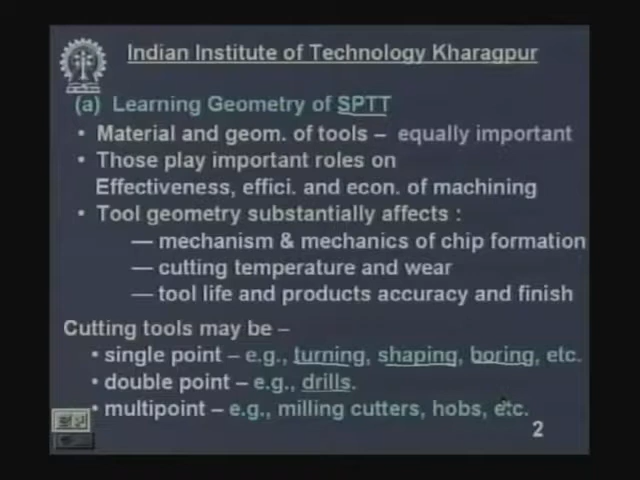 Indian Institute of Technology Kharagpur
(a) Learning Geometry of SPTT
• Material and geom. of tools – equally important
• Those play important roles on
Effectiveness, effici. and econ. of machining
• Tool geometry substantially affects :
— mechanism & mechanics of chip formation
— cutting temperature and wear
— tool life and products accuracy and finish
Cutting tools may be –
• single point – e.g., turning, shaping, boring, etc.
• double point – e.g., drills.
• multipoint – e.g., milling cutters, hobs, etc.
2